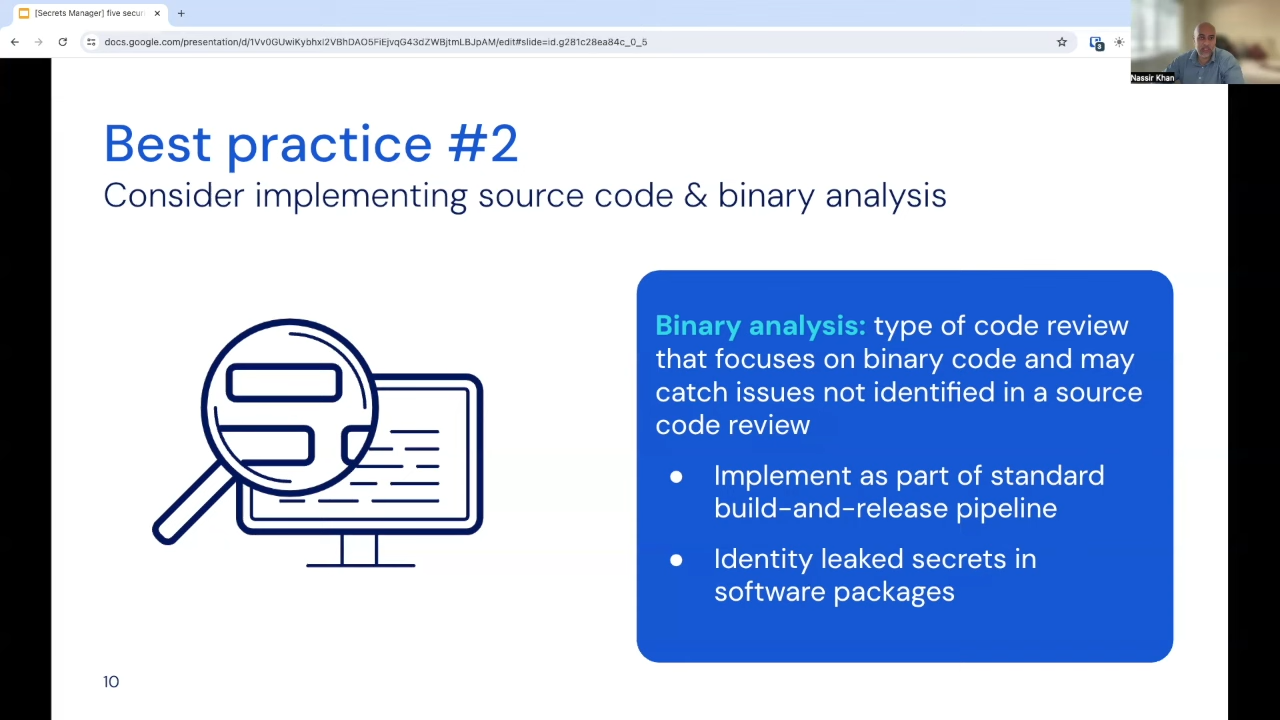 [Secrets Manager] five securi
docs.google.com/presentation/d/1Vv0GUwiKybhxI2VBhDAO5FiEjvqG43dZWBjtmLBJpAM/edit#slide=id.g281c28ea84c_0_5
Nassir Khan
Best practice #2
Consider implementing source code & binary analysis
Binary analysis: type of code review
that focuses on binary code and may
catch issues not identified in a source
code review
● Implement as part of standard
build-and-release pipeline
● Identity leaked secrets in
software packages
10